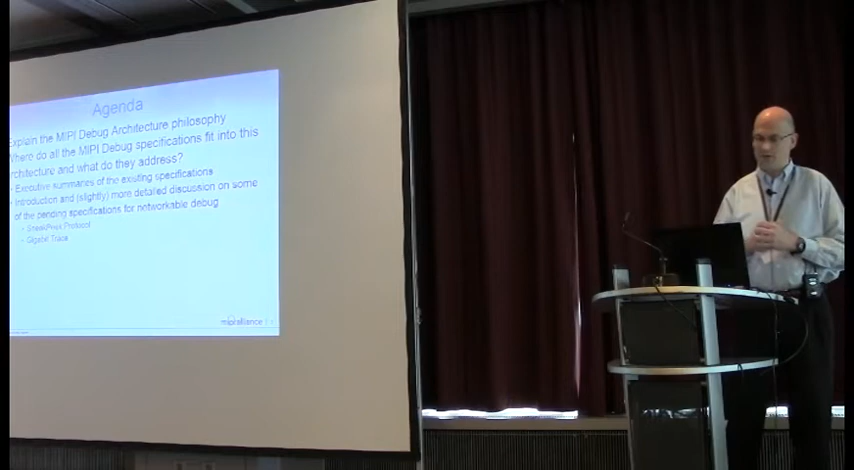 Agenda
Explain the MIPI Debug Architecture philosophy
Where do all the MIPI Debug specifications fit into this
architecture and what do they address?
Executive summaries of the existing specifications
Introduction and (slightly) more detailed discussion on some
of the pending specifications for networkable debug
SneakPeek Protocol
Gigabit Trace
mipi alliance